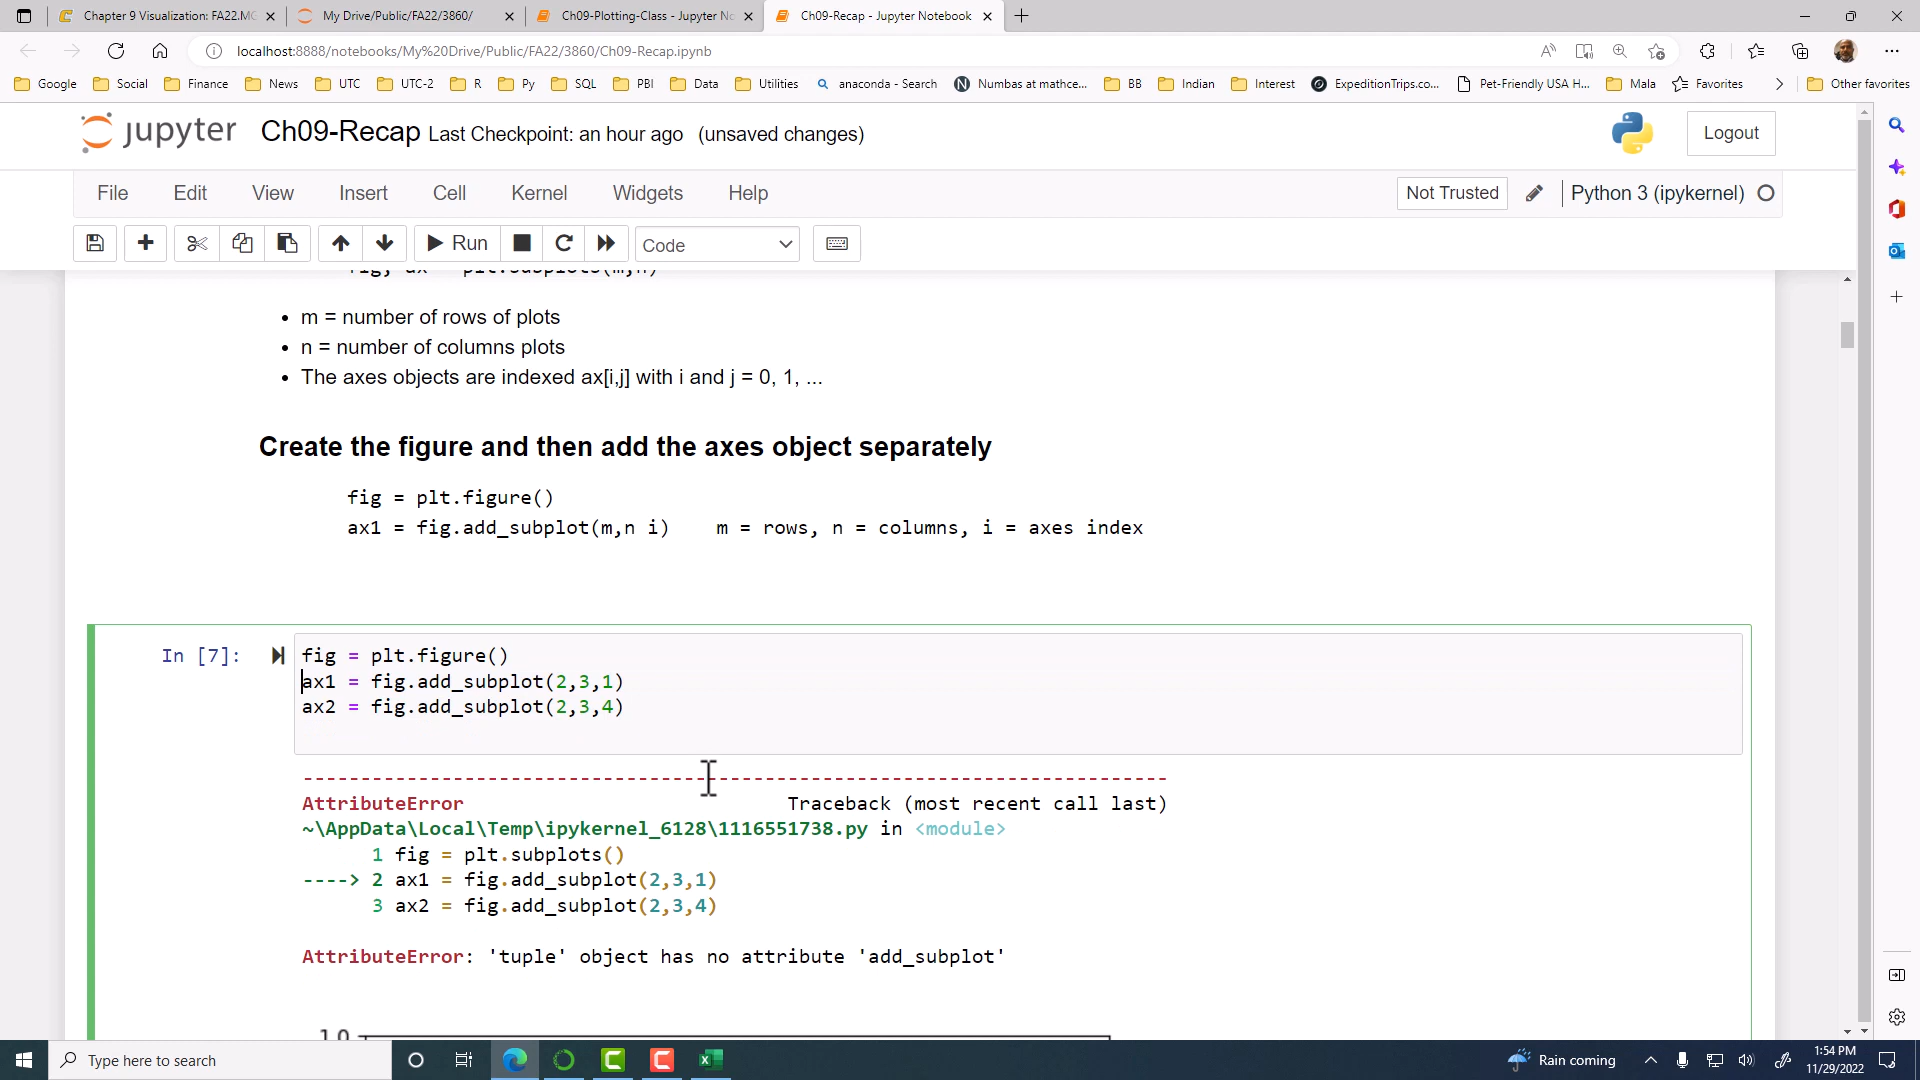 Chapter 9 Visualization: FA22.M
My Drive/Public/FA22/3860/
Ch09-Plotting-Class - Jupyter No
Ch09-Recap - Jupyter Notebook
localhost:8888/notebooks/My%20Drive/Public/FA22/3860/Ch09-Recap.ipynb
Google Social Finance News UTC UTC-2 R Py SQL PBI Data Utilities anaconda - Search Numbas at mathce... BB Indian Interest ExpeditionTrips.co... Pet-Friendly USA H... Mala Favorites Other favorites
jupyter Ch09-Recap Last Checkpoint: an hour ago (unsaved changes)
Logout
File Edit View Insert Cell Kernel Widgets Help
Not Trusted
Python 3 (ipykernel)
Run
Code
fig, ax = plt.subplots(m,n)
• m = number of rows of plots
• n = number of columns plots
• The axes objects are indexed ax[i,j] with i and j = 0, 1, ...
Create the figure and then add the axes object separately
fig = plt.figure()
ax1 = fig.add_subplot(m,n i) m = rows, n = columns, i = axes index
In [7]:
fig = plt.figure()
ax1 = fig.add_subplot(2,3,1)
ax2 = fig.add_subplot(2,3,4)
---------------------------------------------------------------------------
AttributeError Traceback (most recent call last)
~\AppData\Local\Temp\ipykernel_6128\1116551738.py in <module>
1 fig = plt.subplots()
----> 2 ax1 = fig.add_subplot(2,3,1)
3 ax2 = fig.add_subplot(2,3,4)
AttributeError: 'tuple' object has no attribute 'add_subplot'
1.0
Type here to search
Rain coming
1:54 PM
11/29/2022